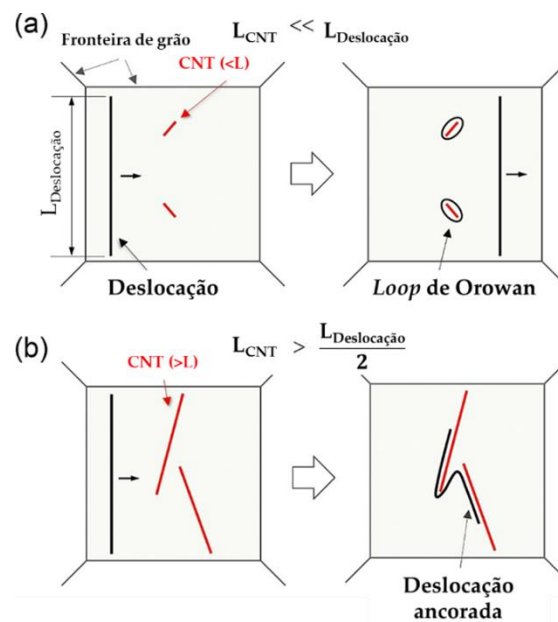 (a)
L_CNT << L_Deslocação
Fronteira de grão
CNT (<L)
L_Deslocação
Deslocação
Loop de Orowan
(b)
L_CNT > L_Deslocação
2
CNT (>L)
Deslocação
ancorada